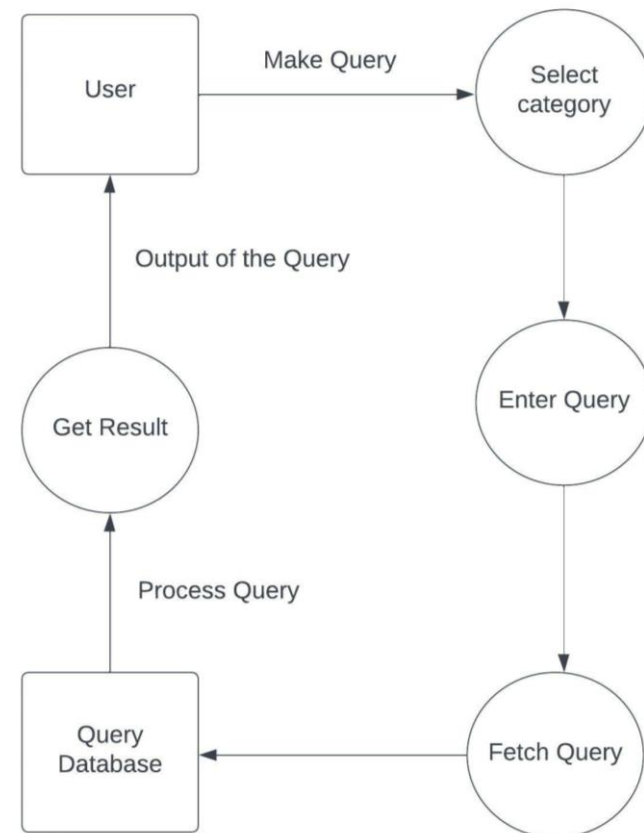 User
Make Query
Select
category
Output of the Query
Enter Query
Get Result
Process Query
Query
Database
Fetch Query